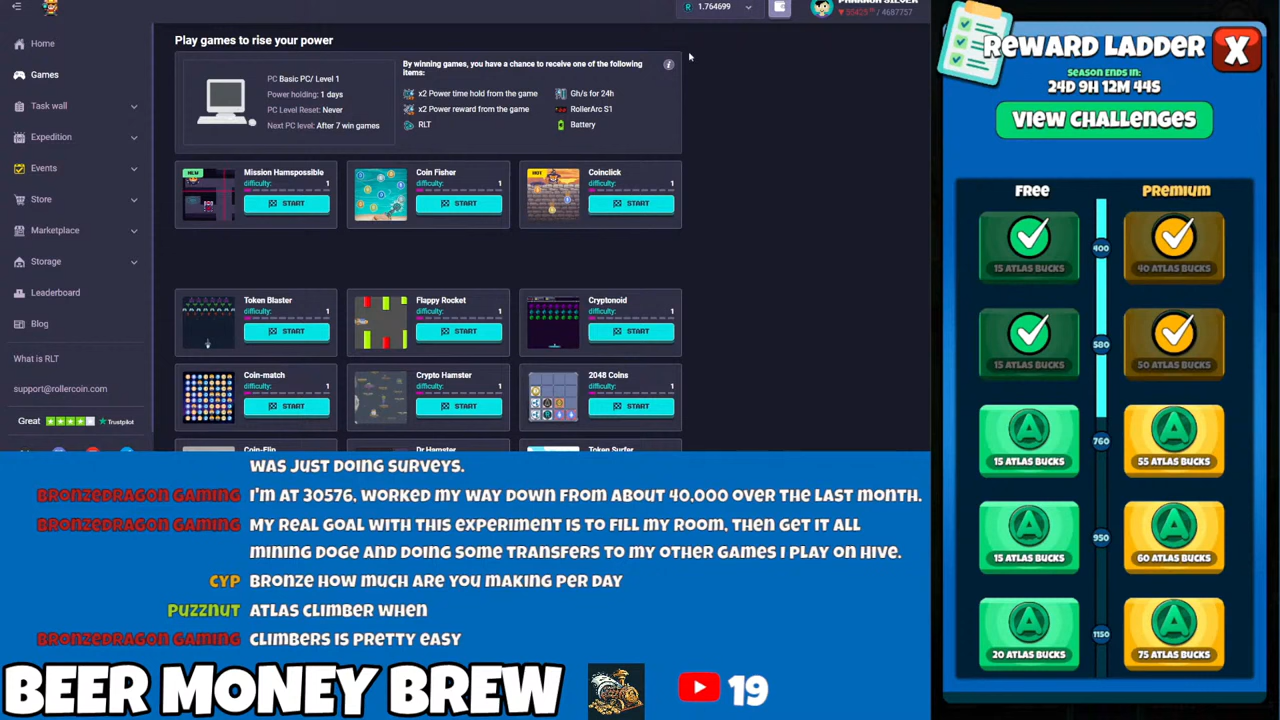 R 1.764699
PHARAOH SILVER
/ 4687757
Home
Games
Task wall
Expedition
Events
Store
Marketplace
Storage
Leaderboard
Blog
What is RLT
support@rollercoin.com
Great Trustpilot
Play games to rise your power
PC Basic PC/ Level 1
Power holding: 1 days
PC Level Reset: Never
Next PC level: After 7 win games
By winning games, you have a chance to receive one of the following
items:
x2 Power time hold from the game
Gh/s for 24h
x2 Power reward from the game
RollerArc S1
RLT
Battery
NEW
Mission Hamspossible
difficulty: 1
START
Coin Fisher
difficulty: 1
START
HOT
Coinclick
difficulty: 1
START
Token Blaster
difficulty: 1
START
Flappy Rocket
difficulty: 1
START
Cryptonoid
difficulty: 1
START
Coin-match
difficulty: 1
START
Crypto Hamster
difficulty: 1
START
2048 Coins
difficulty: 1
START
Coin-Flip
Dr Hamster
Token Surfer
WAS JUST DOING SURVEYS.
BRONZEDRAGON GAMING I'M AT 30576, WORKED MY WAY DOWN FROM ABOUT 40,000 OVER THE LAST MONTH.
BRONZEDRAGON GAMING MY REAL GOAL WITH THIS EXPERIMENT IS TO FILL MY ROOM, THEN GET IT ALL
MINING DOGE AND DOING SOME TRANSFERS TO MY OTHER GAMES I PLAY ON HIVE.
CYP BRONZE HOW MUCH ARE YOU MAKING PER DAY
PUZZNUT ATLAS CLIMBER WHEN
BRONZEDRAGON GAMING CLIMBERS IS PRETTY EASY
BEER MONEY BREW
19
REWARD LADDER
X
SEASON ENDS IN:
24D 9H 12M 44S
VIEW CHALLENGES
FREE
PREMIUM
15 ATLAS BUCKS
400
40 ATLAS BUCKS
15 ATLAS BUCKS
580
50 ATLAS BUCKS
15 ATLAS BUCKS
760
55 ATLAS BUCKS
15 ATLAS BUCKS
950
60 ATLAS BUCKS
20 ATLAS BUCKS
1150
75 ATLAS BUCKS